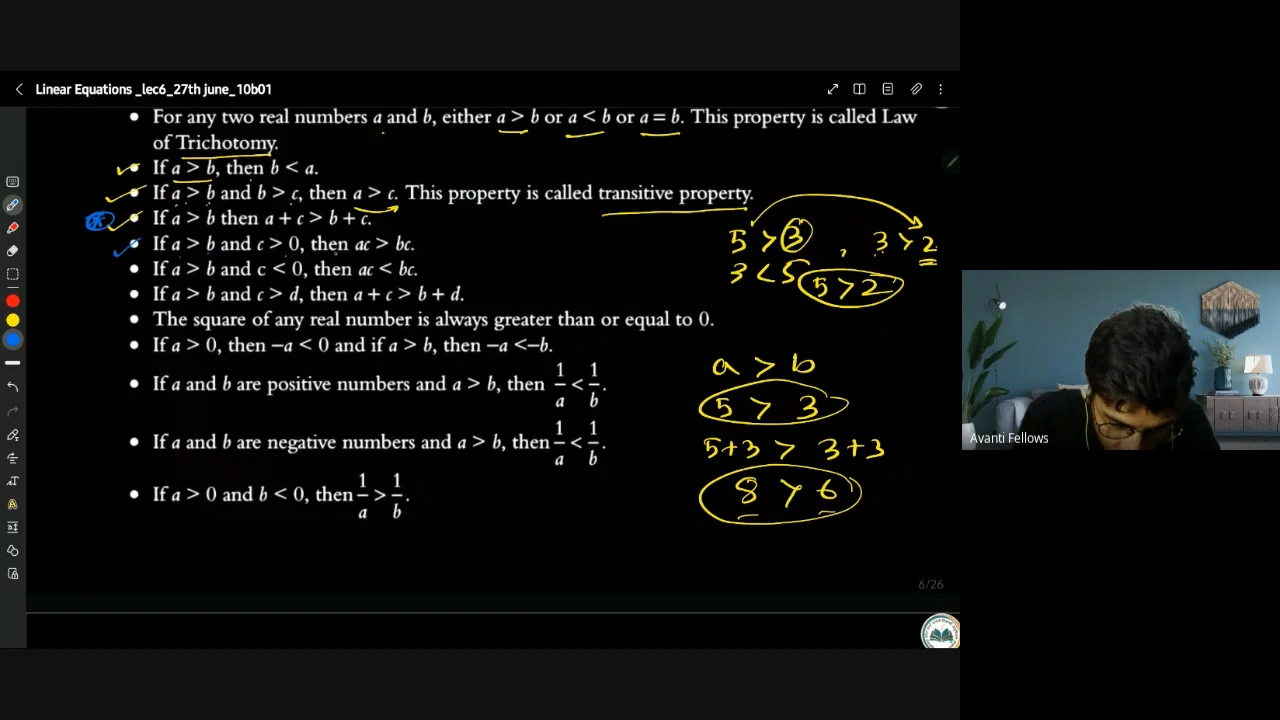 Linear Equations _lec6_27th june_10b01
• For any two real numbers a and b, either a > b or a < b or a = b. This property is called Law
of Trichotomy.
• If a > b, then b < a.
• If a > b and b > c, then a > c. This property is called transitive property.
• If a > b then a + c > b + c.
• If a > b and c > 0, then ac > bc.
• If a > b and c < 0, then ac < bc.
• If a > b and c > d, then a + c > b + d.
• The square of any real number is always greater than or equal to 0.
• If a > 0, then –a < 0 and if a > b, then –a <–b.
• If a and b are positive numbers and a > b, then 1/a < 1/b.
• If a and b are negative numbers and a > b, then 1/a < 1/b.
• If a > 0 and b < 0, then 1/a > 1/b.
5 > 3 , 3 > 2
3 < 5
5 > 2
a > b
5 > 3
5+3 > 3+3
8 > 6
6/26
Avanti Fellows